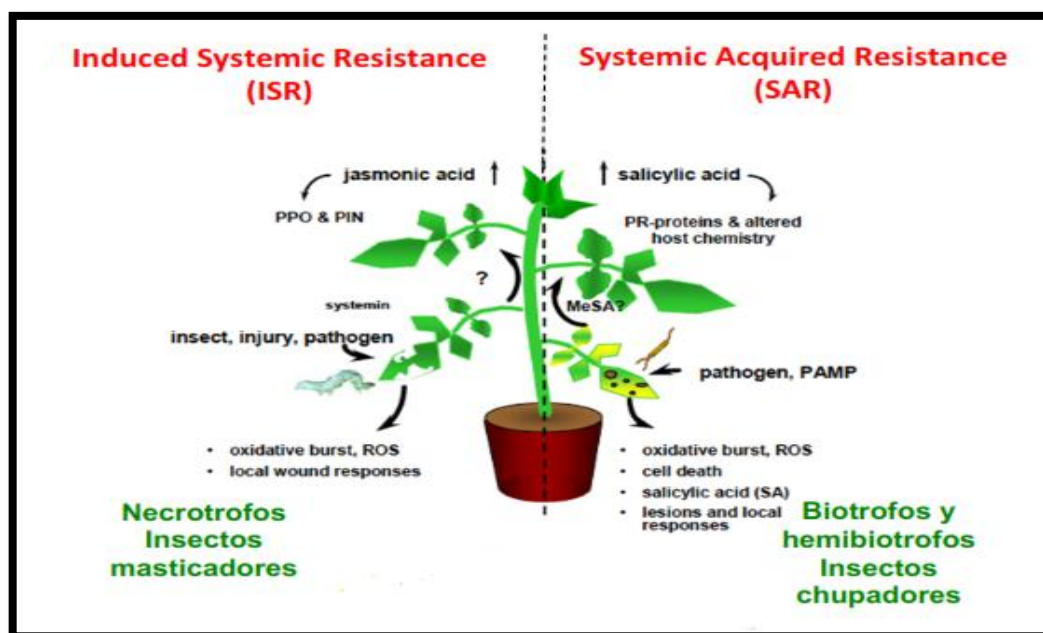 Induced Systemic Resistance
(ISR)
Systemic Acquired Resistance
(SAR)
jasmonic acid
salicylic acid
PPO & PIN
PR-proteins & altered
host chemistry
?
MeSA?
systemin
insect, injury, pathogen
pathogen, PAMP
• oxidative burst, ROS
• local wound responses
• oxidative burst, ROS
• cell death
• salicylic acid (SA)
• lesions and local
responses
Necrotrofos
Insectos
masticadores
Biotrofos y
hemibiotrofos
Insectos
chupadores